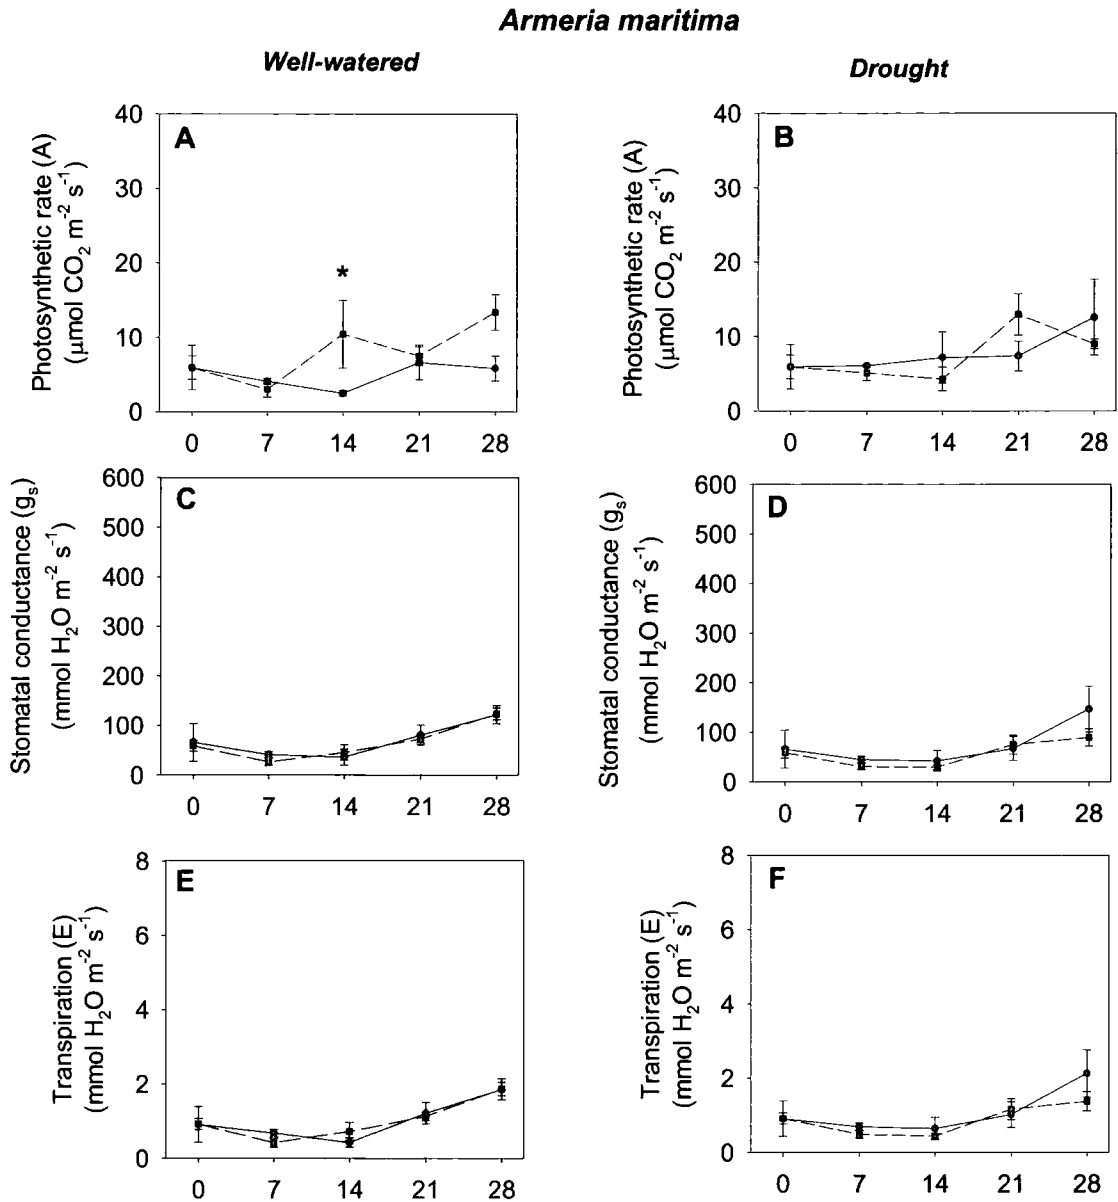 Armeria maritima
Well-watered
Drought
Photosynthetic rate (A)
(μmol CO₂ m⁻² s⁻¹)
A
40
30
20
10
0
*
0 7 14 21 28
Photosynthetic rate (A)
(μmol CO₂ m⁻² s⁻¹)
B
40
30
20
10
0
0 7 14 21 28
Stomatal conductance (gₛ)
(mmol H₂O m⁻² s⁻¹)
C
600
500
400
300
200
100
0
0 7 14 21 28
Stomatal conductance (gₛ)
(mmol H₂O m⁻² s⁻¹)
D
600
500
400
300
200
100
0
0 7 14 21 28
Transpiration (E)
(mmol H₂O m⁻² s⁻¹)
E
8
6
4
2
0
0 7 14 21 28
Transpiration (E)
(mmol H₂O m⁻² s⁻¹)
F
8
6
4
2
0
0 7 14 21 28